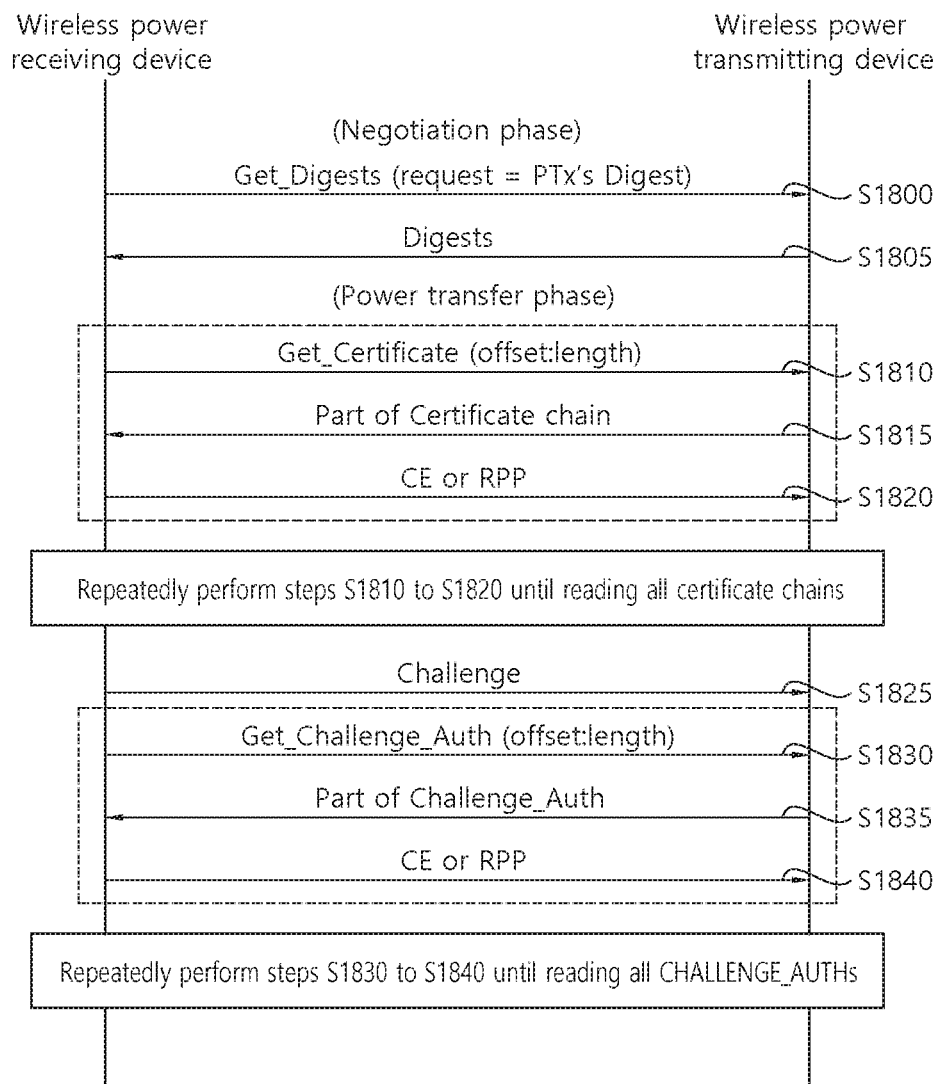 Wireless power
receiving device
Wireless power
transmitting device
(Negotiation phase)
Get_Digests (request = PTx's Digest)
S1800
Digests
S1805
(Power transfer phase)
Get_Certificate (offset:length)
S1810
Part of Certificate chain
S1815
CE or RPP
S1820
Repeatedly perform steps S1810 to S1820 until reading all certificate chains
Challenge
S1825
Get_Challenge_Auth (offset:length)
S1830
Part of Challenge_Auth
S1835
CE or RPP
S1840
Repeatedly perform steps S1830 to S1840 until reading all CHALLENGE_AUTHs